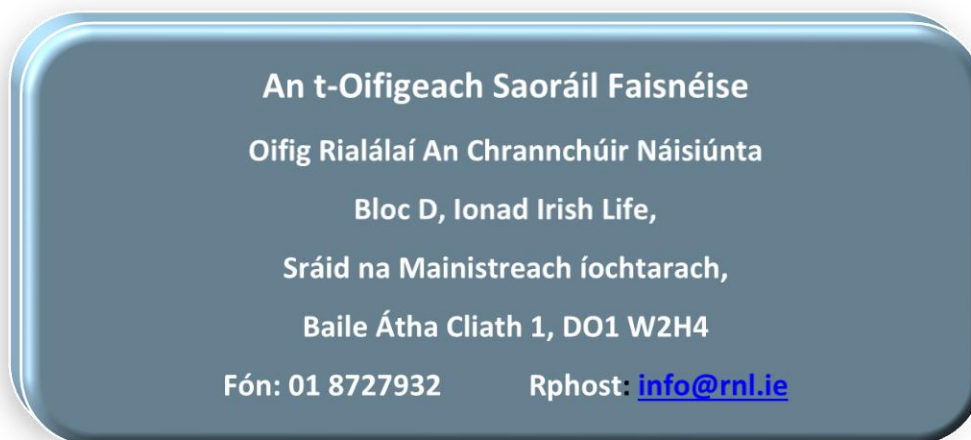 An t-Oifigeach Saoráil Faisnéise
Oifig Rialálaí An Chrannchúir Náisiúnta
Bloc D, Ionad Irish Life,
Sráid na Mainistreach íochtarach,
Baile Átha Cliath 1, DO1 W2H4
Fón: 01 8727932 Rphost: info@rnl.ie